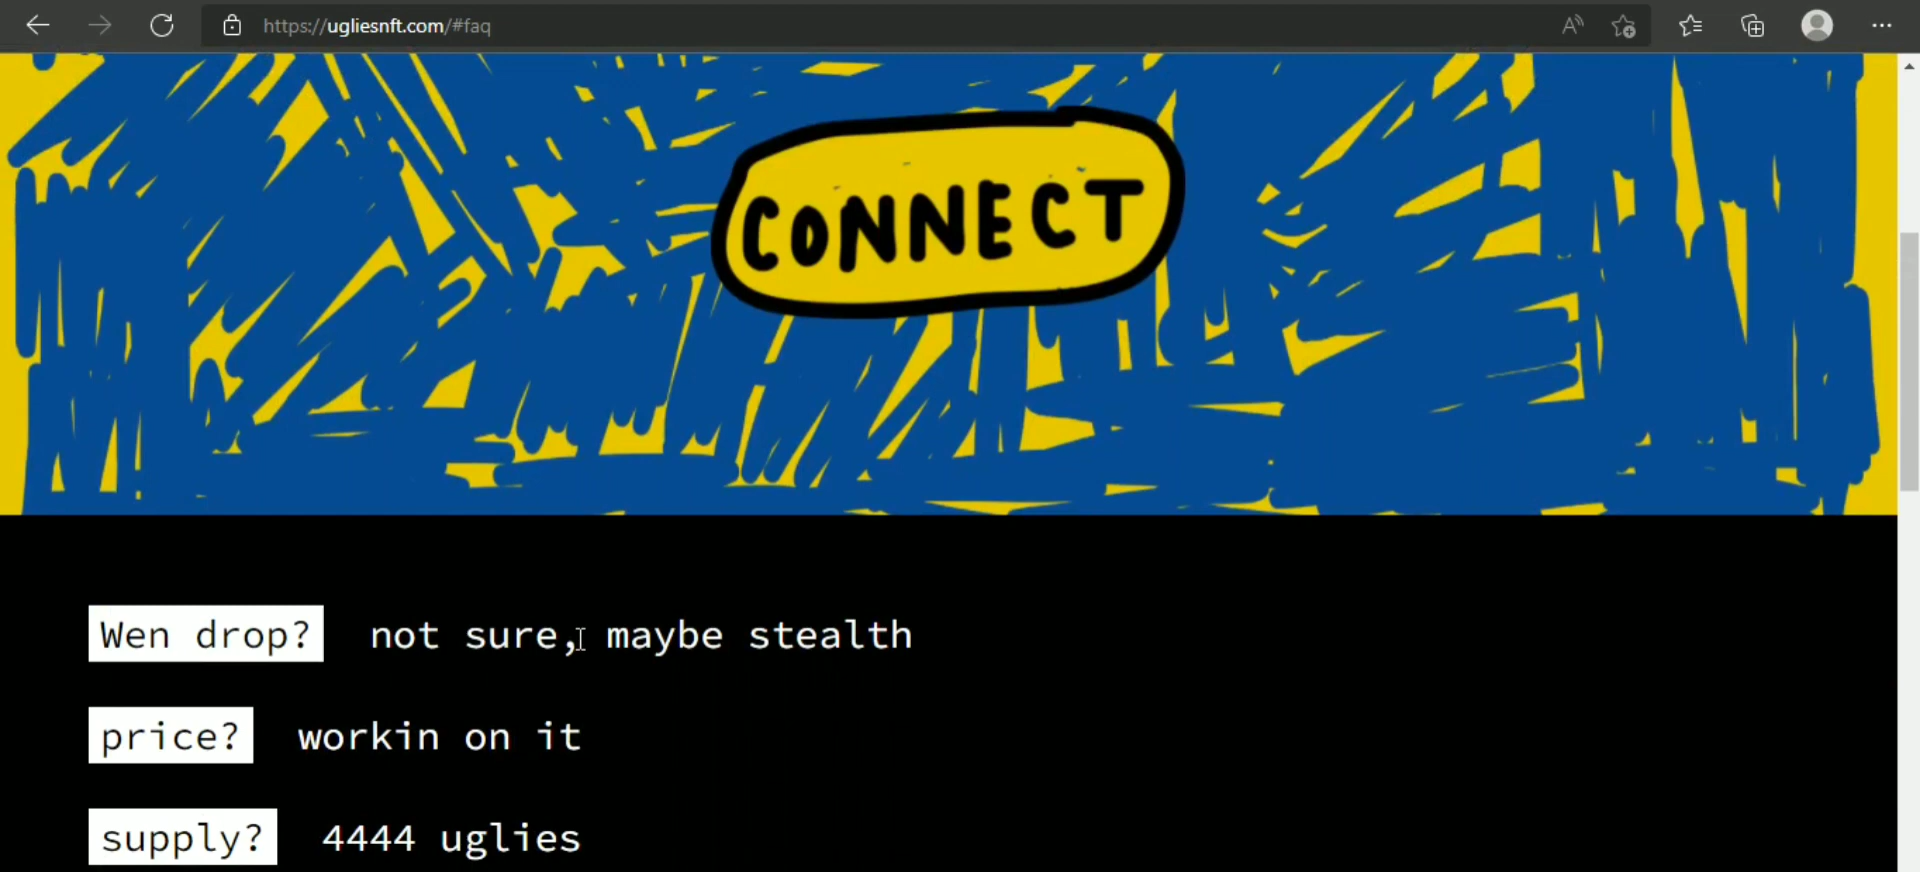 https://ugliesnft.com/#faq
CONNECT
Wen drop? not sure, maybe stealth
price? workin on it
supply? 4444 uglies